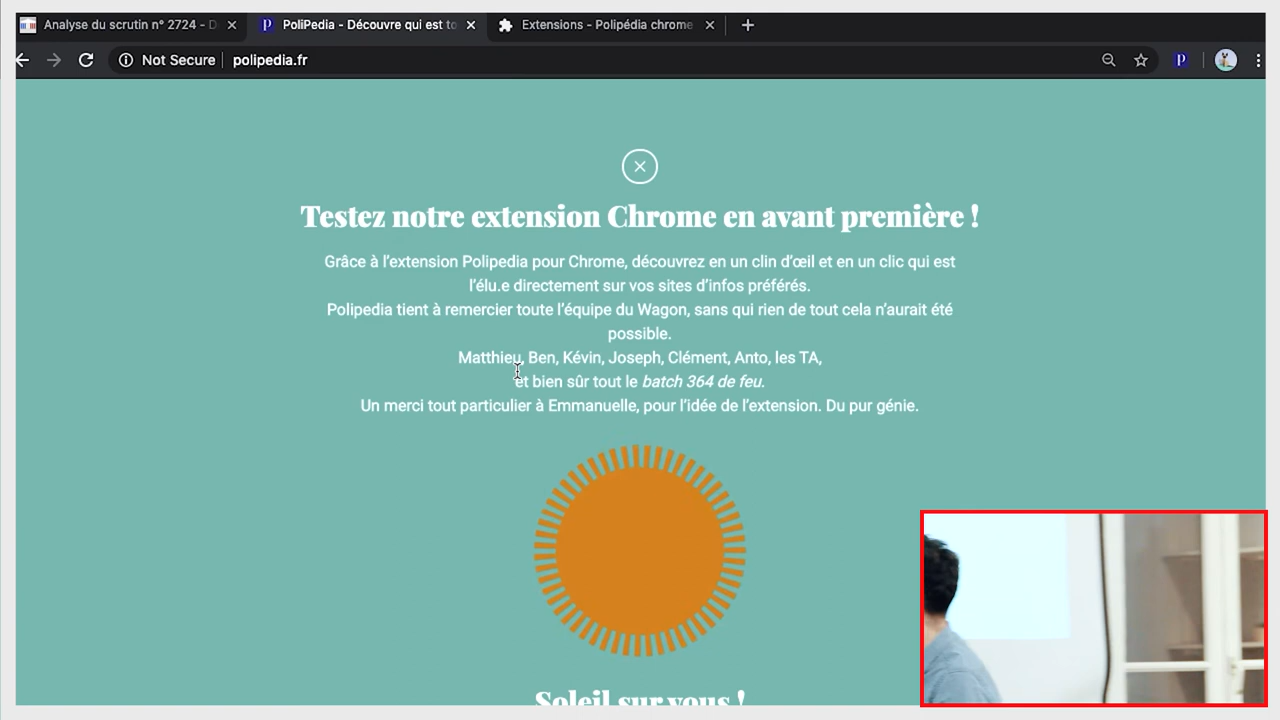 Analyse du scrutin n° 2724 - D
PoliPedia - Découvre qui est to
Extensions - Polipédia chrome
Not Secure
polipedia.fr
P
Testez notre extension Chrome en avant première !
Grâce à l'extension Polipedia pour Chrome, découvrez en un clin d'œil et en un clic qui est
l'élu.e directement sur vos sites d'infos préférés.
Polipedia tient à remercier toute l'équipe du Wagon, sans qui rien de tout cela n'aurait été
possible.
Matthieu, Ben, Kévin, Joseph, Clément, Anto, les TA,
et bien sûr tout le batch 364 de feu.
Un merci tout particulier à Emmanuelle, pour l'idée de l'extension. Du pur génie.
Soleil sur vous !